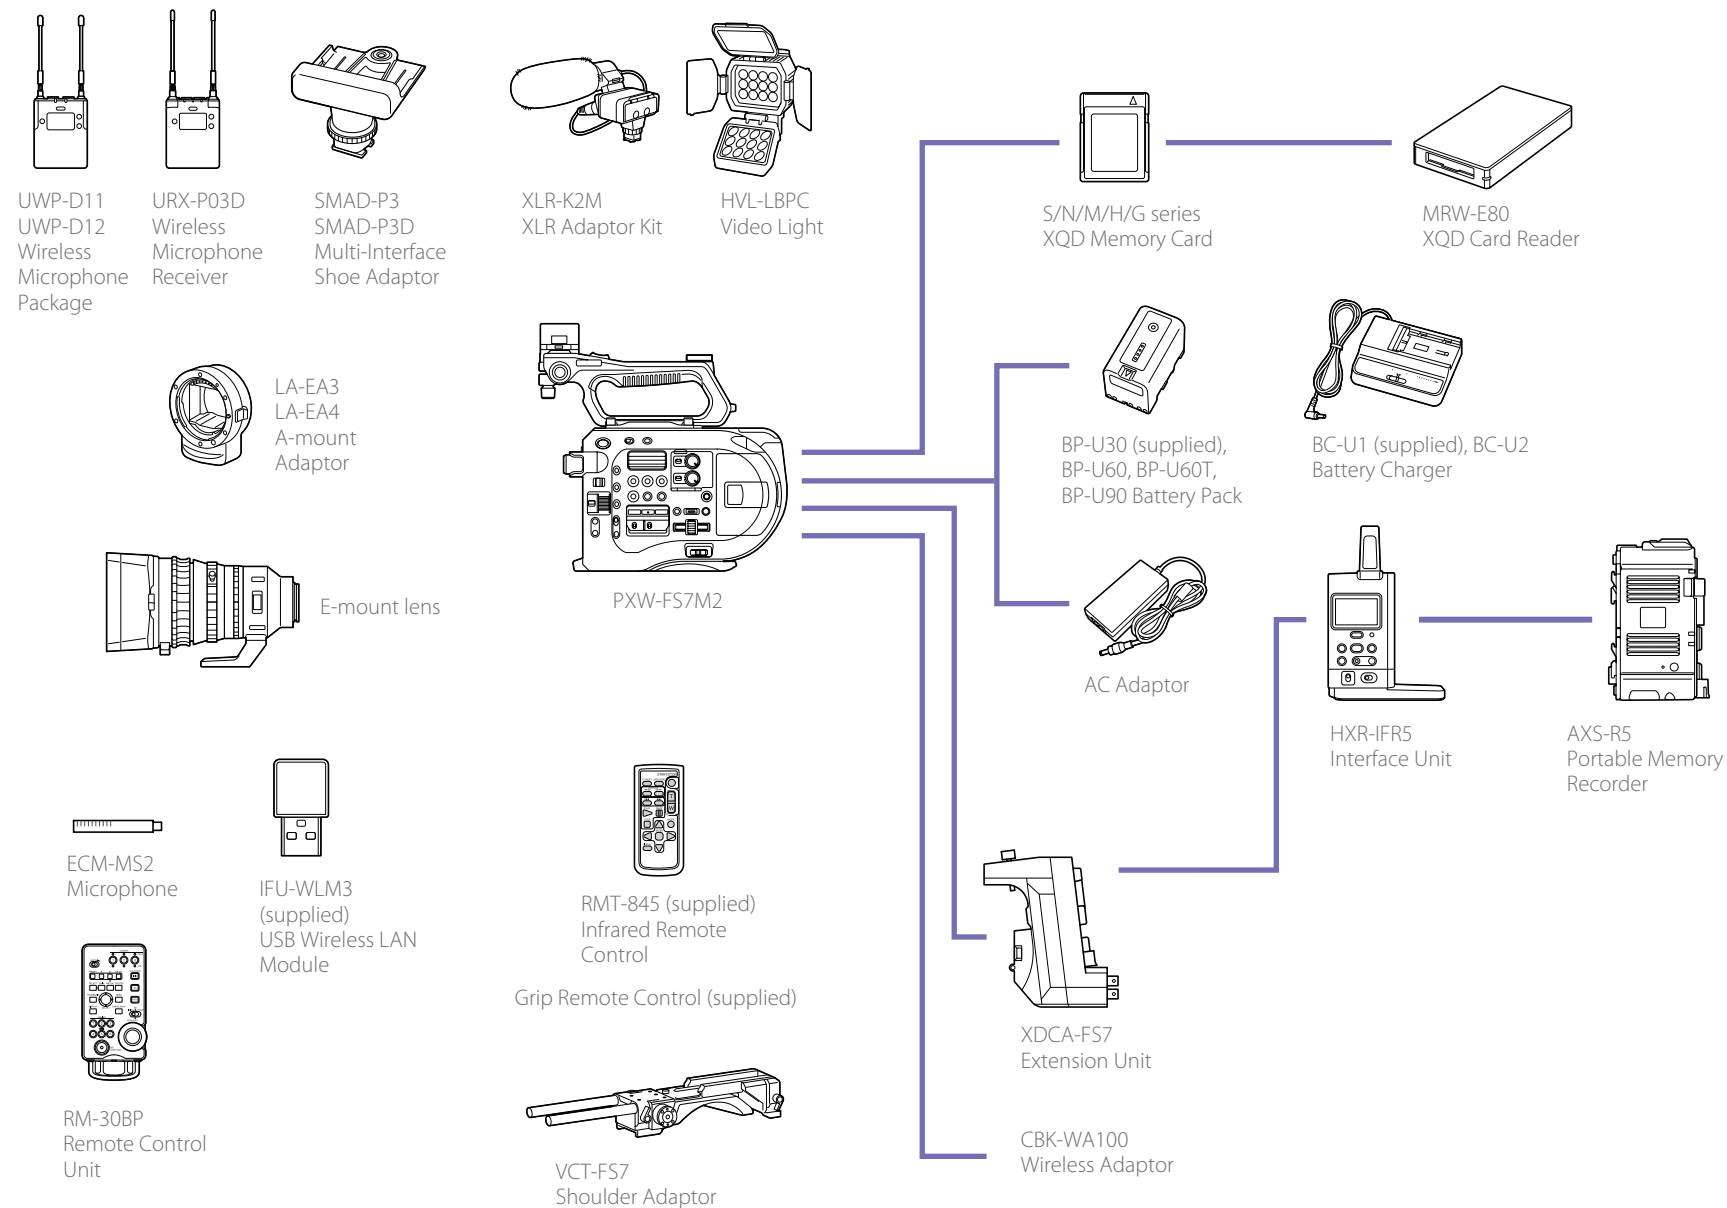 UWP-D11
UWP-D12
Wireless
Microphone
Package
URX-P03D
Wireless
Microphone
Receiver
SMAD-P3
SMAD-P3D
Multi-Interface
Shoe Adaptor
XLR-K2M
XLR Adaptor Kit
HVL-LBPC
Video Light
S/N/M/H/G series
XQD Memory Card
MRW-E80
XQD Card Reader
LA-EA3
LA-EA4
A-mount
Adaptor
BP-U30 (supplied),
BP-U60, BP-U60T,
BP-U90 Battery Pack
BC-U1 (supplied), BC-U2
Battery Charger
E-mount lens
PXW-FS7M2
AC Adaptor
HXR-IFR5
Interface Unit
AXS-R5
Portable Memory
Recorder
ECM-MS2
Microphone
IFU-WLM3
(supplied)
USB Wireless LAN
Module
RMT-845 (supplied)
Infrared Remote
Control
Grip Remote Control (supplied)
XDCA-FS7
Extension Unit
RM-30BP
Remote Control
Unit
VCT-FS7
Shoulder Adaptor
CBK-WA100
Wireless Adaptor